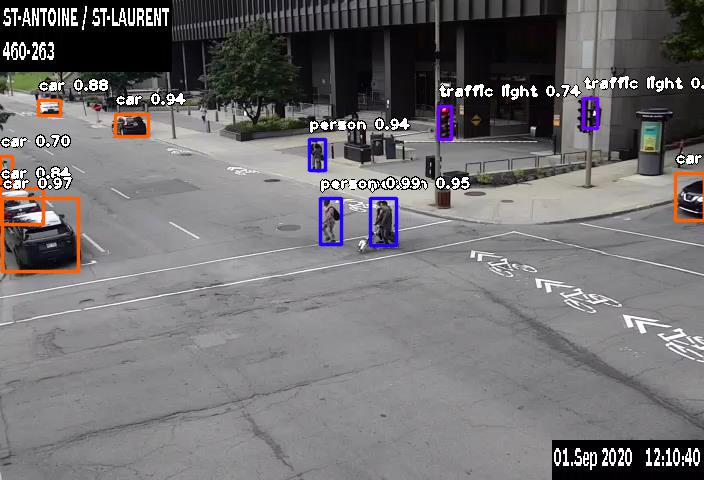 ST-ANTOINE / ST-LAURENT
460-263
car 0.88
car 0.94
traffic light 0.74
traffic light 0.
person 0.94
car 0.70
car
car 0.84
car 0.97
person 0.99
0.95
01.Sep 2020 12:10:40